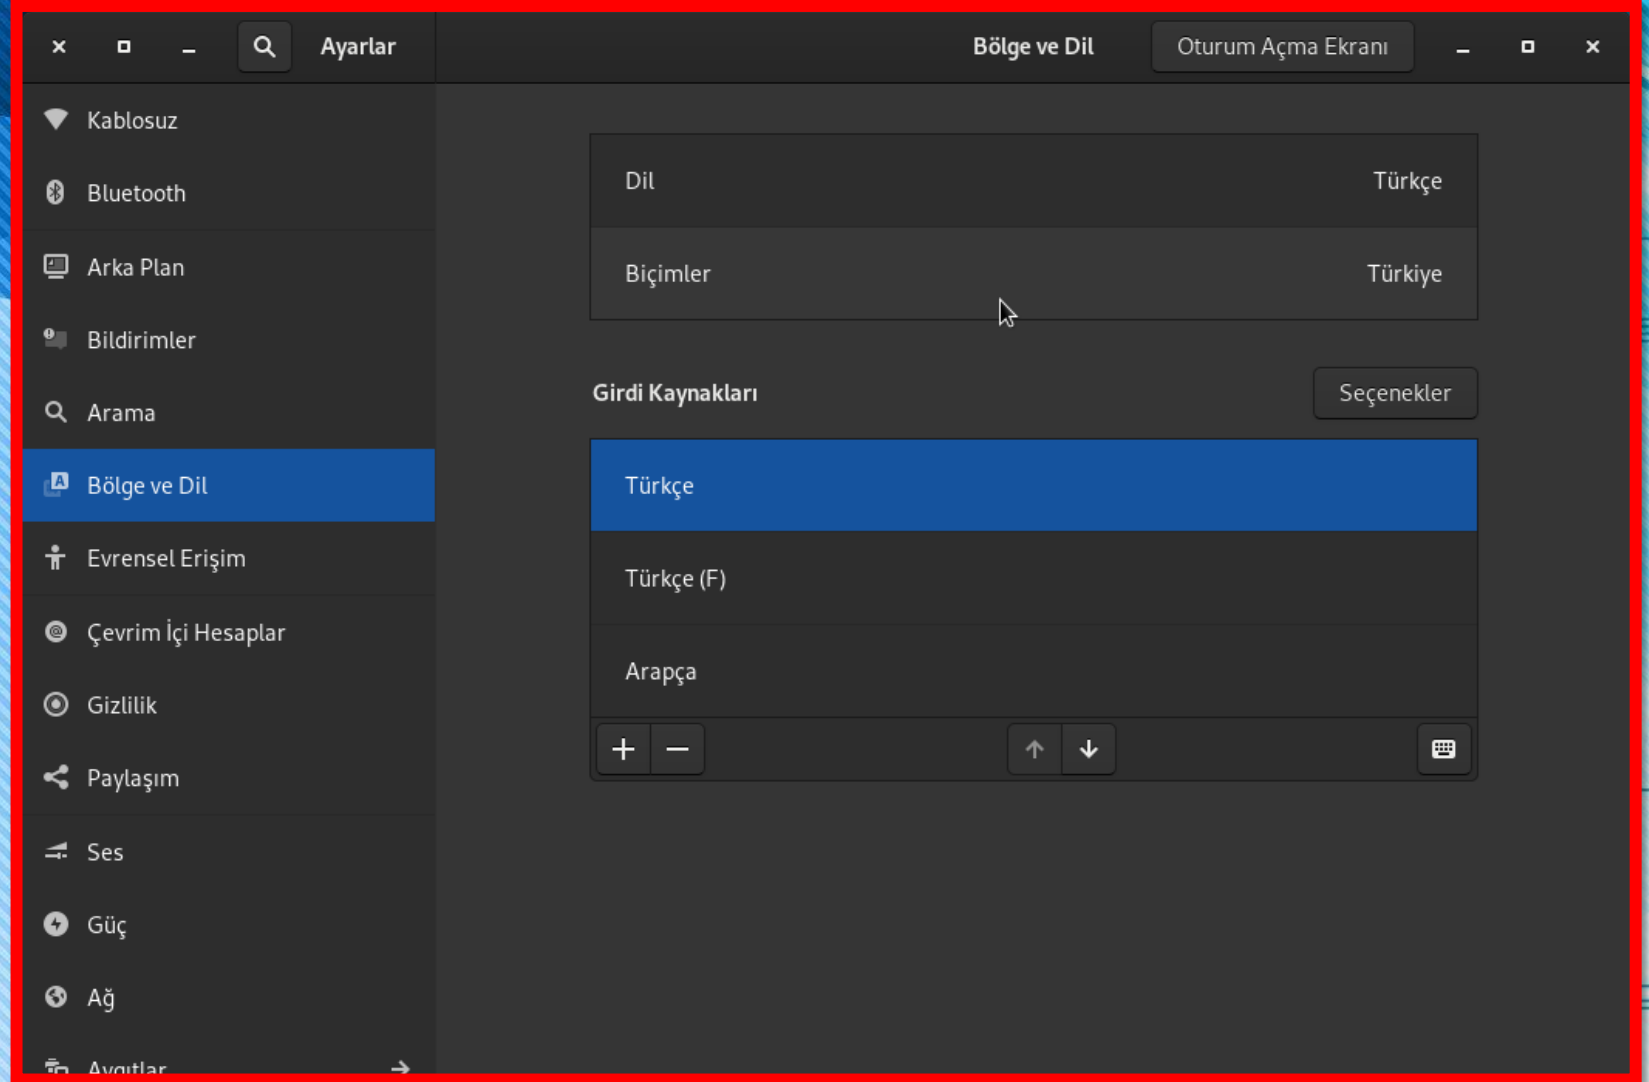 Ayarlar
Bölge ve Dil
Oturum Açma Ekranı
Kablosuz
Bluetooth
Arka Plan
Bildirimler
Arama
Bölge ve Dil
Evrensel Erişim
Çevrim İçi Hesaplar
Gizlilik
Paylaşım
Ses
Güç
Ağ
Aygıtlar
Dil Türkçe
Biçimler Türkiye
Girdi Kaynakları
Seçenekler
Türkçe
Türkçe (F)
Arapça